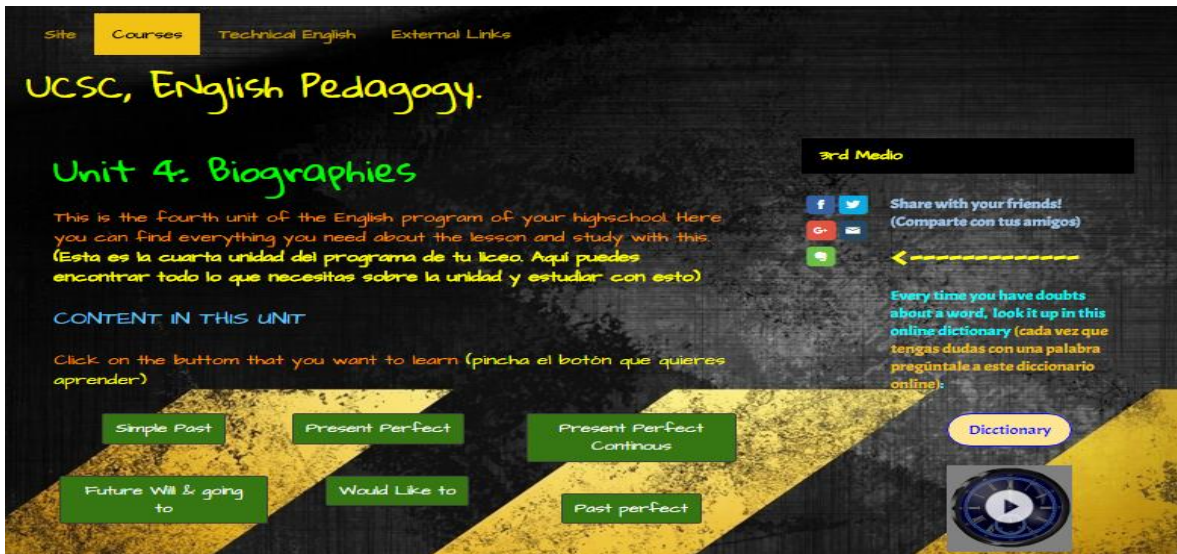 Site Courses Technical English External Links
UCSC, English Pedagogy.
Unit 4: Biographies
This is the fourth unit of the English program of your highschool. Here
you can find everything you need about the lesson and study with this.
(Esta es la cuarta unidad del programa de tu liceo. Aquí puedes
encontrar todo lo que necesitas sobre la unidad y estudiar con esto)
CONTENT IN THIS UNIT
Click on the buttom that you want to learn (pincha el botón que quieres
aprender)
Simple Past
Present Perfect
Present Perfect
Continous
Future Will & going
to
Would Like to
Past perfect
3rd Medio
Share with your friends!
(Comparte con tus amigos)
<-------------
Every time you have doubts
about a word, look it up in this
online dictionary (cada vez que
tengas dudas con una palabra
pregúntale a este diccionario
online):
Dicctionary